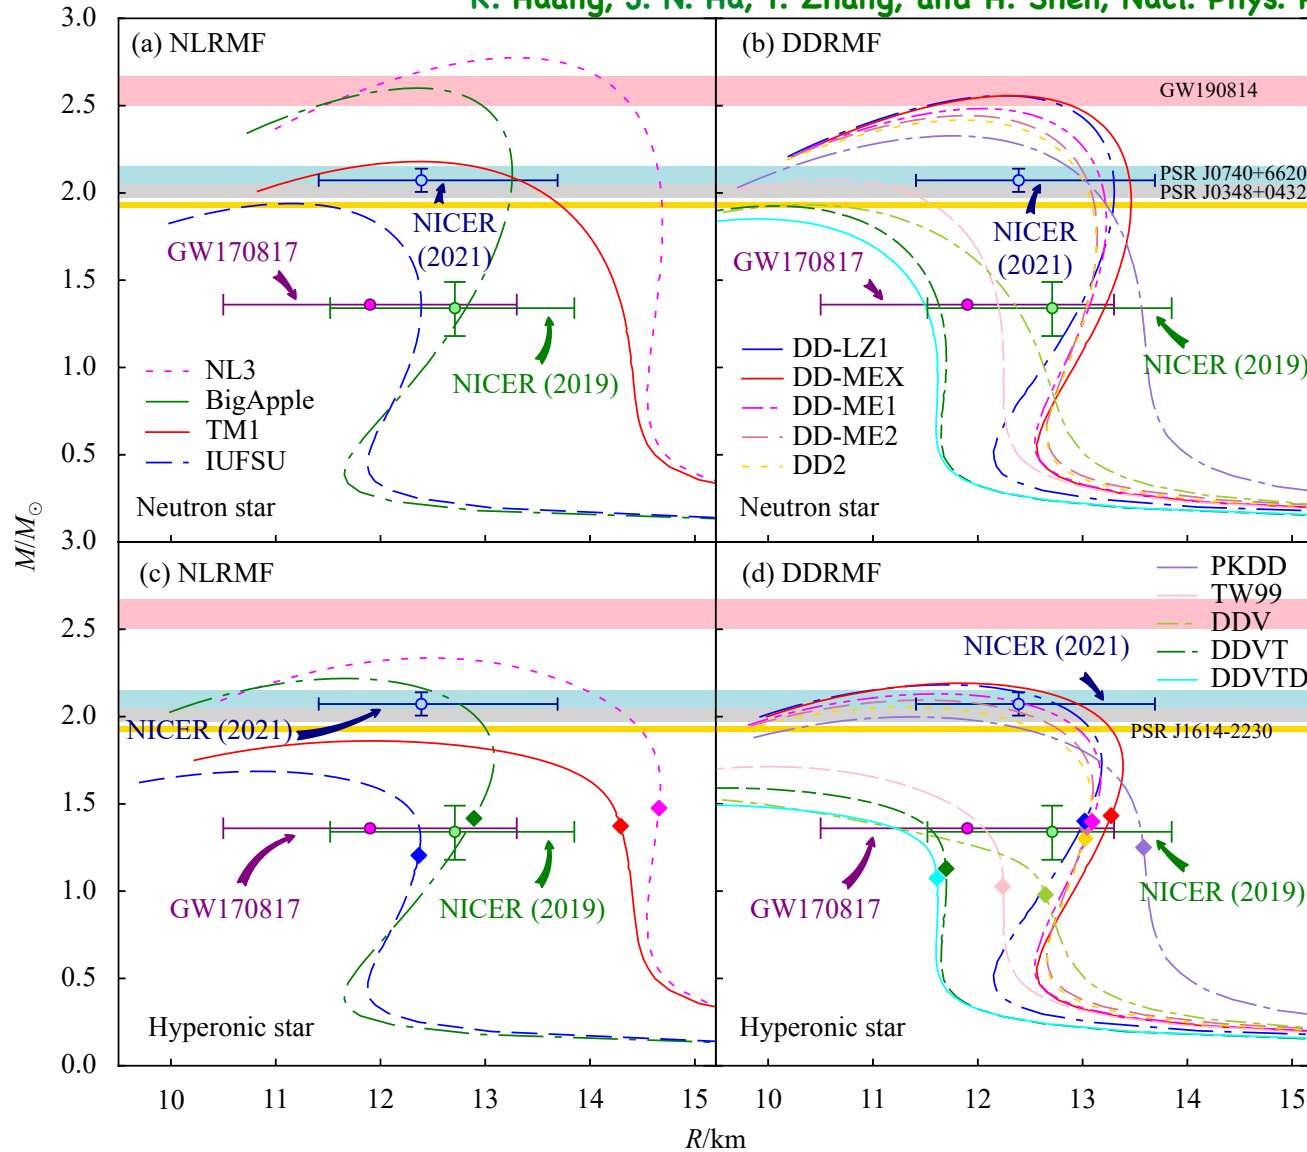 K. Huang, J. N. Hu, Y. Zhang, and H. Shen, Nucl. Phys. R
(a) NLRMF
(b) DDRMF
3.0
2.5
2.0
1.5
1.0
0.5
3.0
2.5
2.0
1.5
1.0
0.5
0.0
M/M⊙
GW190814
PSR J0740+6620
PSR J0348+0432
NICER
(2021)
GW170817
NICER (2019)
NL3
BigApple
TM1
IUFSU
Neutron star
NICER
(2021)
GW170817
NICER (2019)
DD-LZ1
DD-MEX
DD-ME1
DD-ME2
DD2
Neutron star
(c) NLRMF
(d) DDRMF
PKDD
TW99
DDV
DDVT
DDVTD
NICER (2021)
NICER (2021)
PSR J1614-2230
GW170817
NICER (2019)
GW170817
NICER (2019)
Hyperonic star
Hyperonic star
10 11 12 13 14 15
10 11 12 13 14 15
R/km